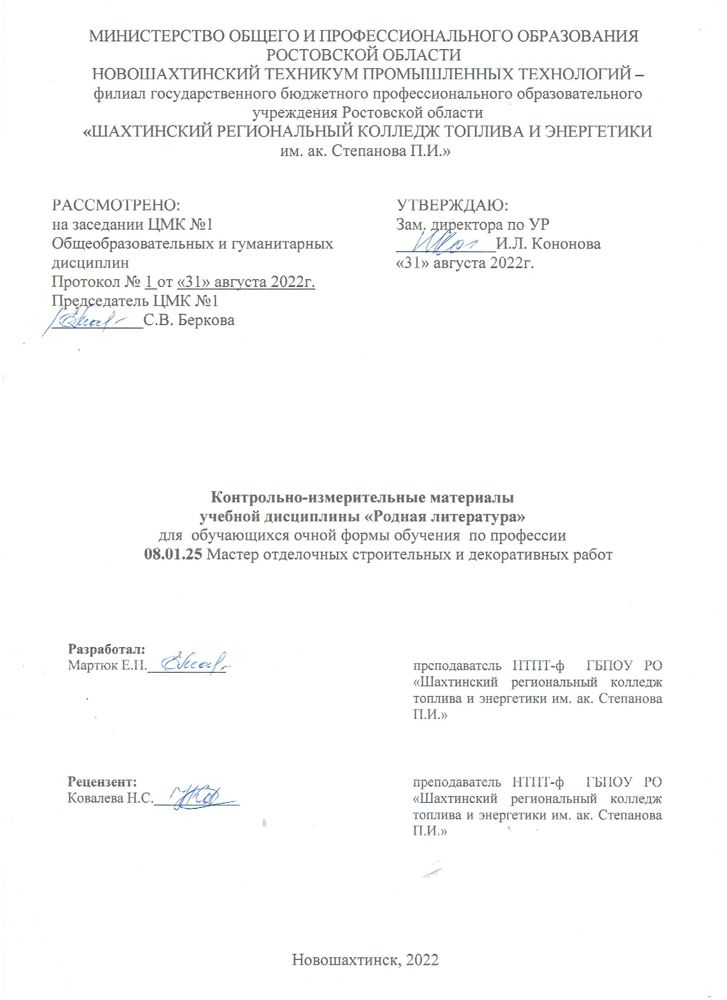 МИНИСТЕРСТВО ОБЩЕГО И ПРОФЕССИОНАЛЬНОГО ОБРАЗОВАНИЯ
РОСТОВСКОЙ ОБЛАСТИ
НОВОШАХТИНСКИЙ ТЕХНИКУМ ПРОМЫШЛЕННЫХ ТЕХНОЛОГИЙ –
филиал государственного бюджетного профессионального образовательного
учреждения Ростовской области
«ШАХТИНСКИЙ РЕГИОНАЛЬНЫЙ КОЛЛЕДЖ ТОПЛИВА И ЭНЕРГЕТИКИ
им. ак. Степанова П.И.»
РАССМОТРЕНО:
на заседании ЦМК №1
Общеобразовательных и гуманитарных
дисциплин
Протокол № 1 от «31» августа 2022г.
Председатель ЦМК №1
____________С.В. Беркова
УТВЕРЖДАЮ:
Зам. директора по УР
____________И.Л. Кононова
«31» августа 2022г.
Контрольно-измерительные материалы
учебной дисциплины «Родная литература»
для обучающихся очной формы обучения по профессии
08.01.25 Мастер отделочных строительных и декоративных работ
Разработал:
Мартюк Е.Н.____________
преподаватель НТПТ-ф ГБПОУ РО
«Шахтинский региональный колледж
топлива и энергетики им. ак. Степанова
П.И.»
Рецензент:
Ковалева Н.С.____________
преподаватель НТПТ-ф ГБПОУ РО
«Шахтинский региональный колледж
топлива и энергетики им. ак. Степанова
П.И.»
Новошахтинск, 2022